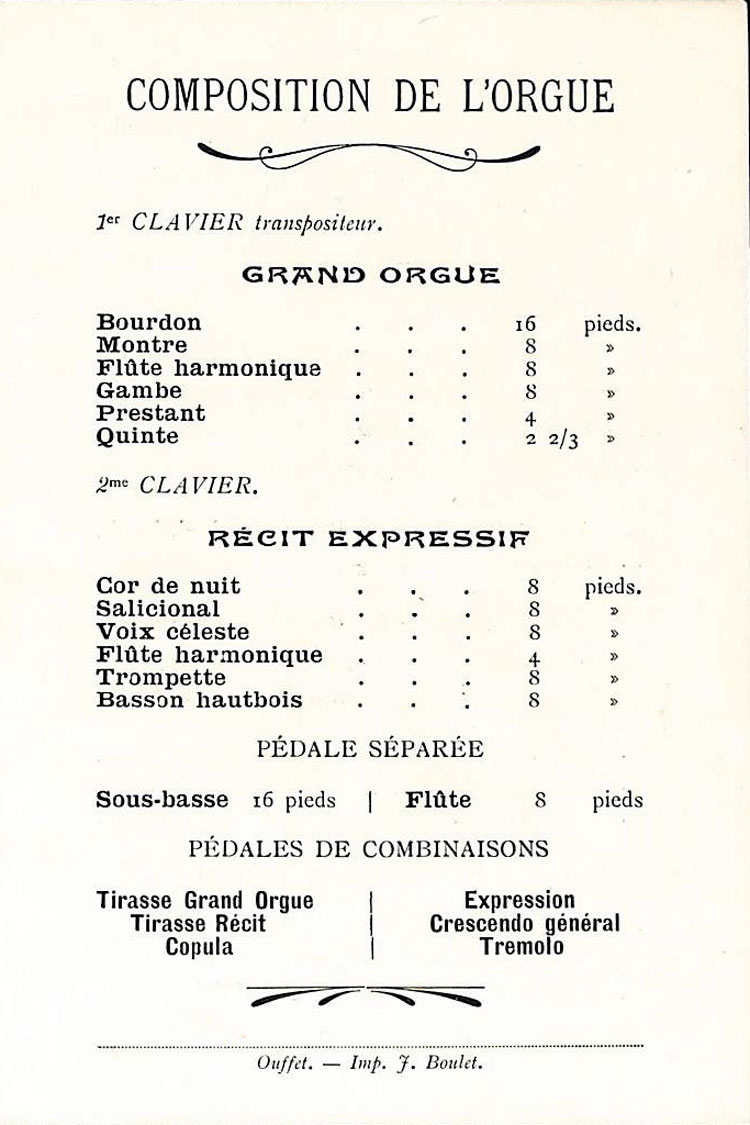 COMPOSITION DE L'ORGUE
1er CLAVIER transpositeur.
GRAND ORGUE
Bourdon . . . 16 pieds.
Montre . . . 8 »
Flûte harmonique . . . 8 »
Gambe . . . 8 »
Prestant . . . 4 »
Quinte . . . 2 2/3 »
2me CLAVIER.
RÉCIT EXPRESSIF
Cor de nuit . . . 8 pieds.
Salicional . . . 8 »
Voix céleste . . . 8 »
Flûte harmonique . . . 4 »
Trompette . . . 8 »
Basson hautbois . . . 8 »
PÉDALE SÉPARÉE
Sous-basse 16 pieds | Flûte 8 pieds
PÉDALES DE COMBINAISONS
Tirasse Grand Orgue | Expression
Tirasse Récit | Crescendo général
Copula | Tremolo
Ouffet. — Imp. J. Boulet.